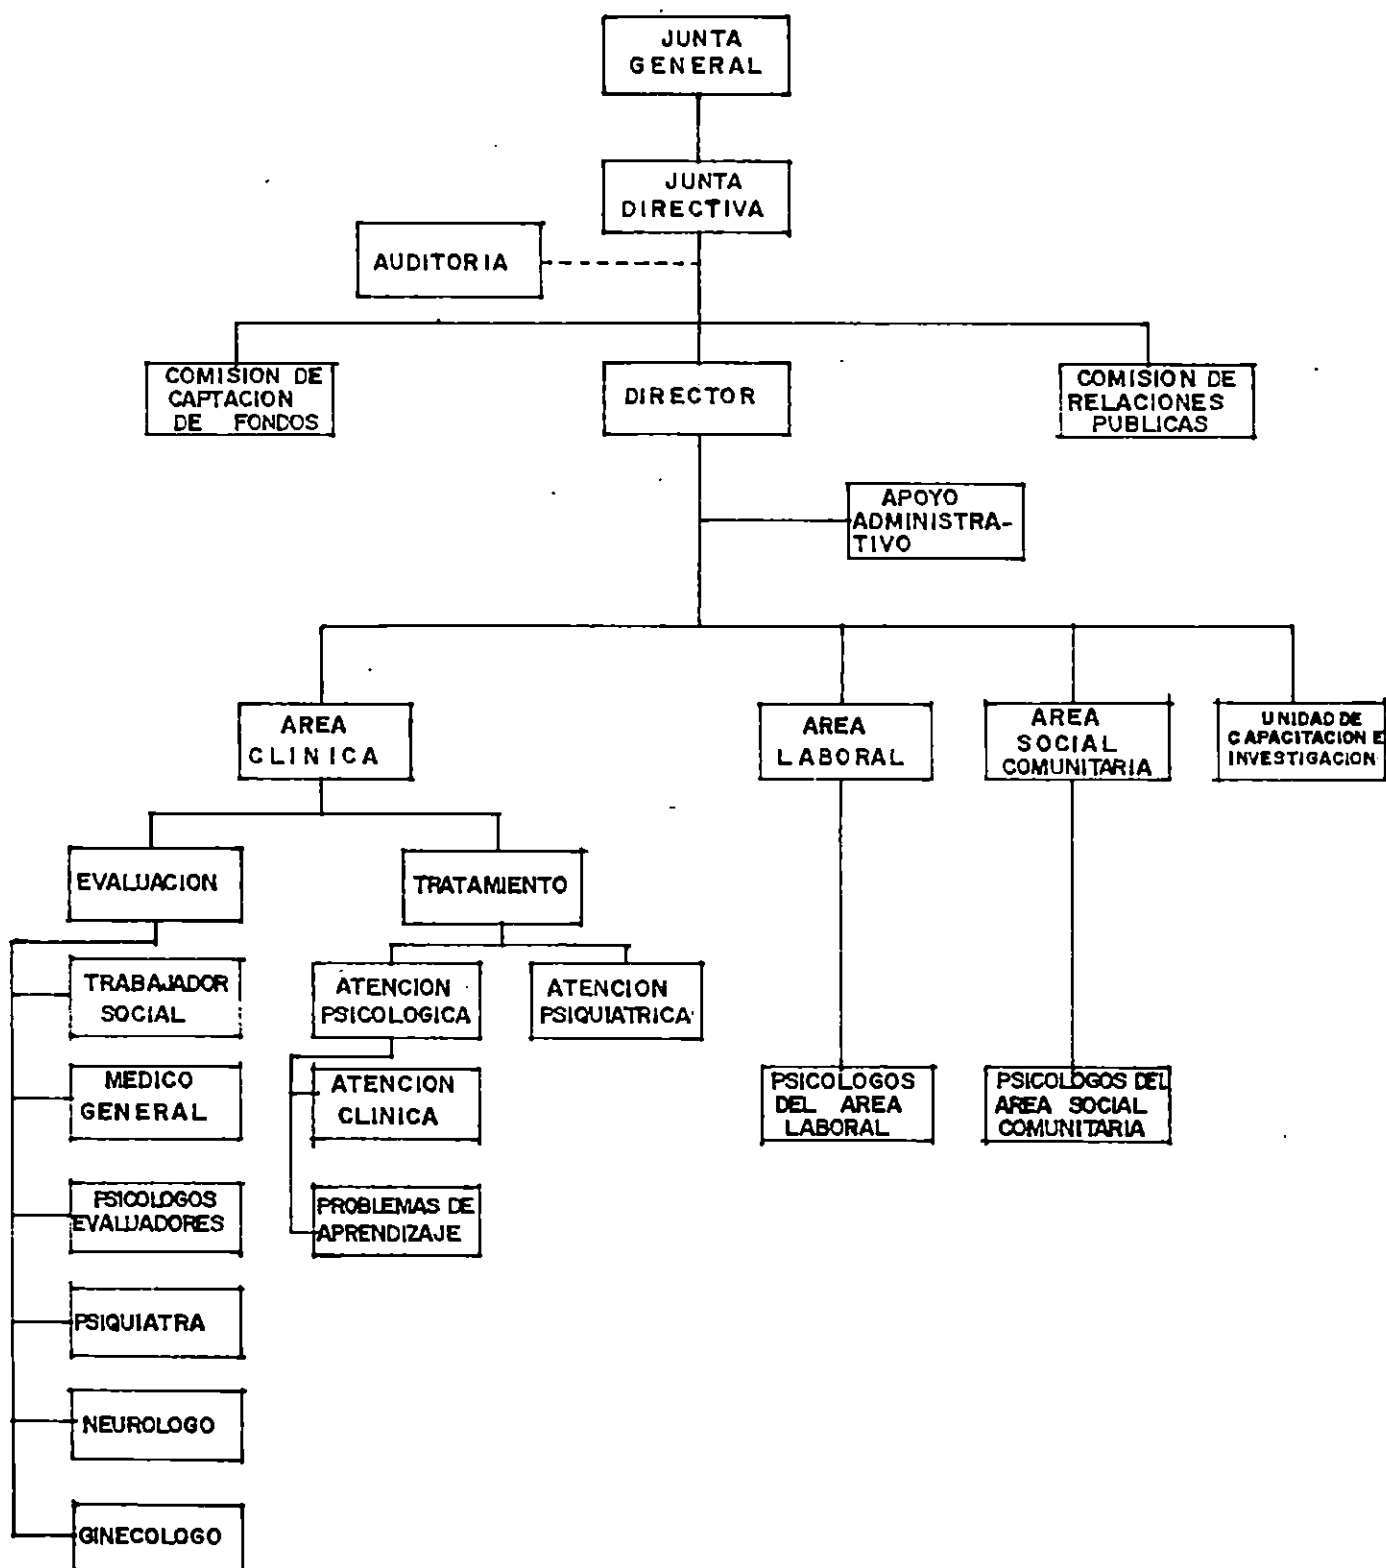 JUNTA
GENERAL
JUNTA
DIRECTIVA
AUDITORIA
COMISION DE
CAPTACION
DE FONDOS
DIRECTOR
COMISION DE
RELACIONES
PUBLICAS
APOYO
ADMINISTRA-
TIVO
AREA
CLINICA
AREA
LABORAL
AREA
SOCIAL
COMUNITARIA
UNIDAD DE
CAPACITACION E
INVESTIGACION
EVALUACION
TRATAMIENTO
TRABAJADOR
SOCIAL
ATENCION
PSICOLOGICA
ATENCION
PSIQUIATRICA
MEDICO
GENERAL
ATENCION
CLINICA
PSICOLOGOS
DEL AREA
LABORAL
PSICOLOGOS DEL
AREA SOCIAL
COMUNITARIA
PSICOLOGOS
EVALUADORES
PROBLEMAS DE
APRENDIZAJE
PSIQUIATRA
NEUROLOGO
GINECOLOGO